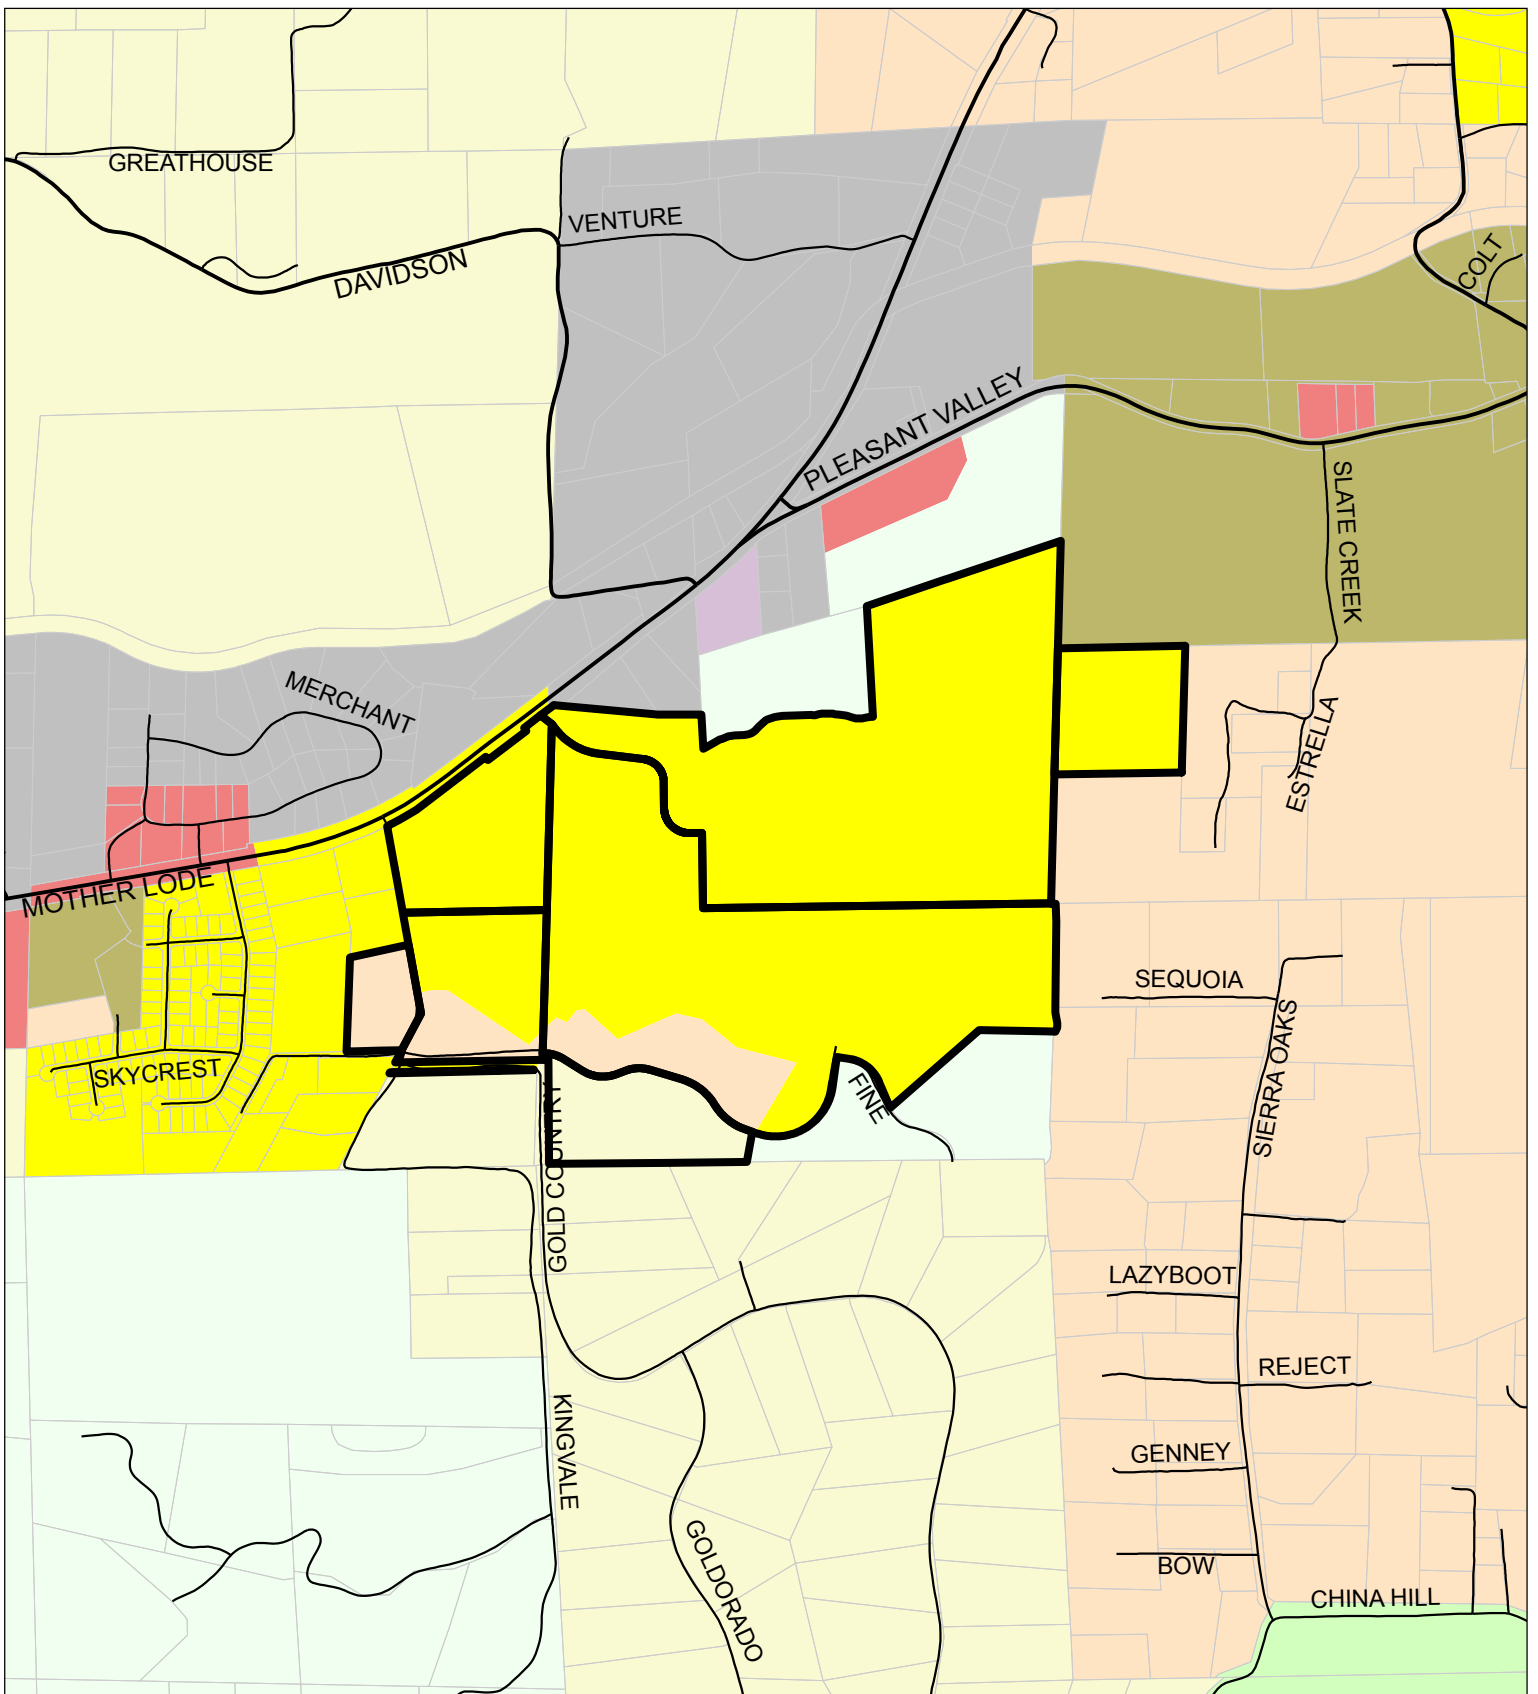 GREATHOUSE
VENTURE
DAVIDSON
COLT
PLEASANT VALLEY
SLATE CREEK
MERCHANT
ESTRELLA
MOTHER LODE
SEQUOIA
SIERRA OAKS
SKYCREST
FINE
GOLD COUNTRY
LAZYBOOT
REJECT
KINGVALE
GENNEY
GOLDORADO
BOW
CHINA HILL